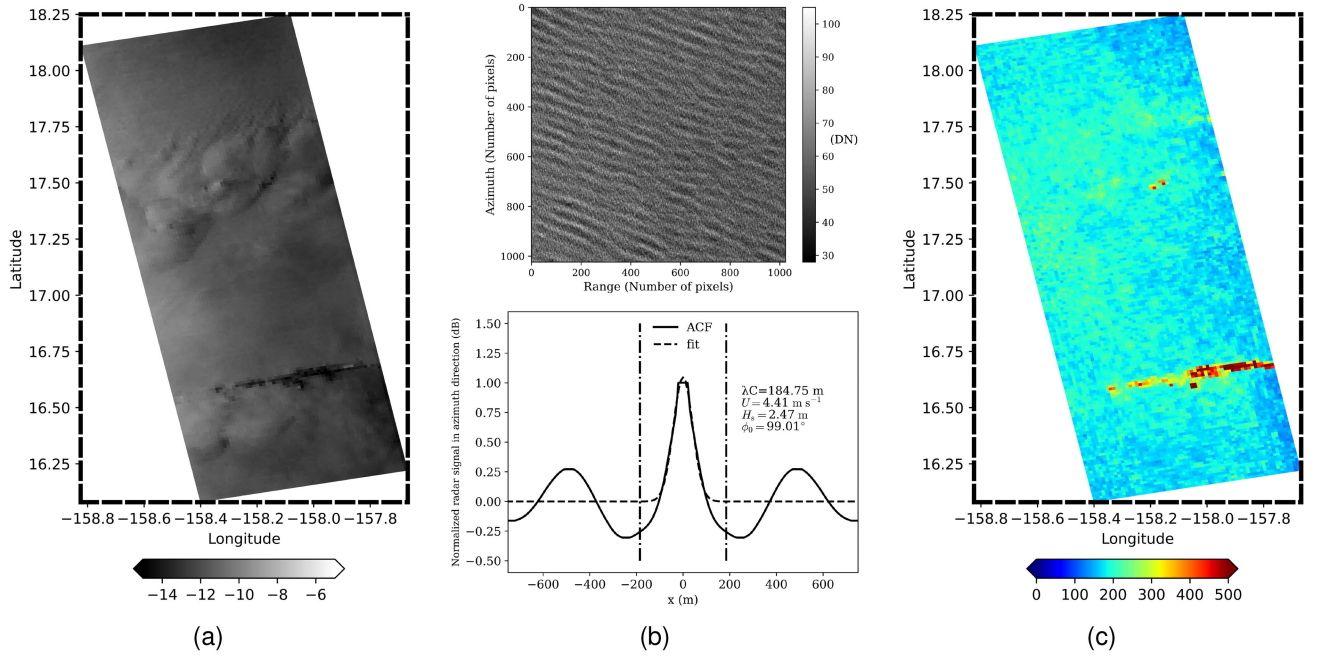 18.25
18.00
17.75
17.50
17.25
17.00
16.75
16.50
16.25
Latitude
−158.8 −158.6 −158.4 −158.2 −158.0 −157.8
Longitude
−14 −12 −10 −8 −6
(a)
0
200
400
600
800
1000
Azimuth (Number of pixels)
0 200 400 600 800 1000
Range (Number of pixels)
100
90
80
70
60
50
40
30
(DN)
1.50
1.25
1.00
0.75
0.50
0.25
0.00
−0.25
−0.50
Normalized radar signal in azimuth direction (dB)
ACF
fit
λC=184.75 m
U = 4.41 m s⁻¹
Hₛ = 2.47 m
ϕ₀ = 99.01°
−600 −400 −200 0 200 400 600
x (m)
(b)
18.25
18.00
17.75
17.50
17.25
17.00
16.75
16.50
16.25
Latitude
−158.8 −158.6 −158.4 −158.2 −158.0 −157.8
Longitude
0 100 200 300 400 500
(c)